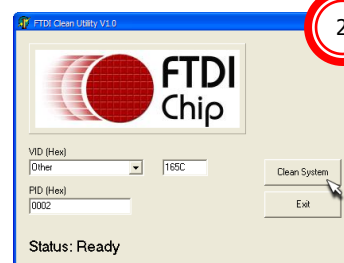 FTDI Clean Utility V1.0
2
FTDI
Chip
VID (Hex)
Other 165C
Clean System
PID (Hex)
0002
Exit
Status: Ready